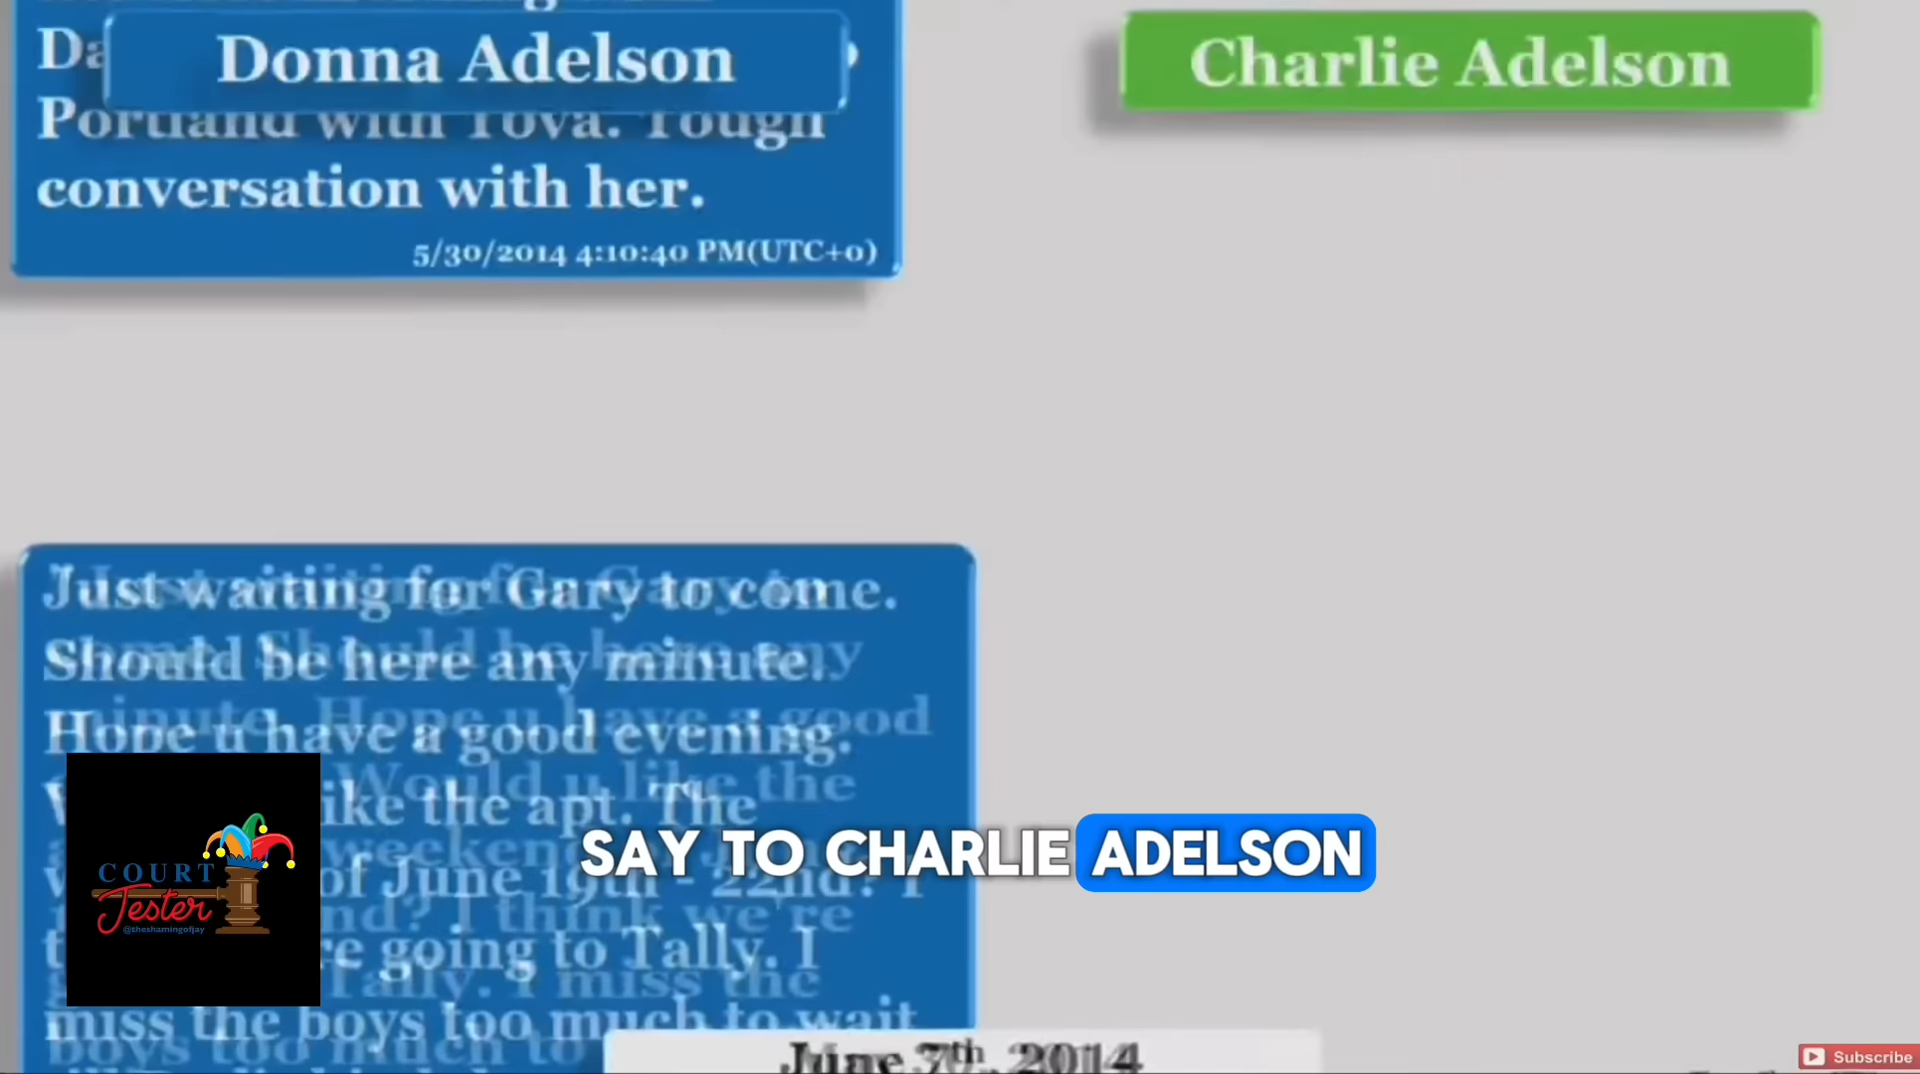 Donna Adelson
Charlie Adelson
Portland with Tova. Tough
conversation with her.
5/30/2014 4:10:40 PM(UTC+0)
Just waiting for Gary to come.
Should be here any minute.
Hope u have a good evening.
like the apt. The
of June 19th - 22nd? I
going to Tally. I
miss the boys too much to wait
SAY TO CHARLIE ADELSON
COURT
Jester
@theshamingofjay
June 7th, 2014
Subscribe